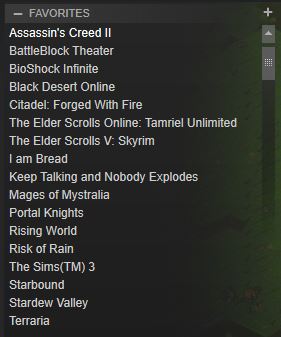 − FAVORITES +
Assassin's Creed II
BattleBlock Theater
BioShock Infinite
Black Desert Online
Citadel: Forged With Fire
The Elder Scrolls Online: Tamriel Unlimited
The Elder Scrolls V: Skyrim
I am Bread
Keep Talking and Nobody Explodes
Mages of Mystralia
Portal Knights
Rising World
Risk of Rain
The Sims(TM) 3
Starbound
Stardew Valley
Terraria